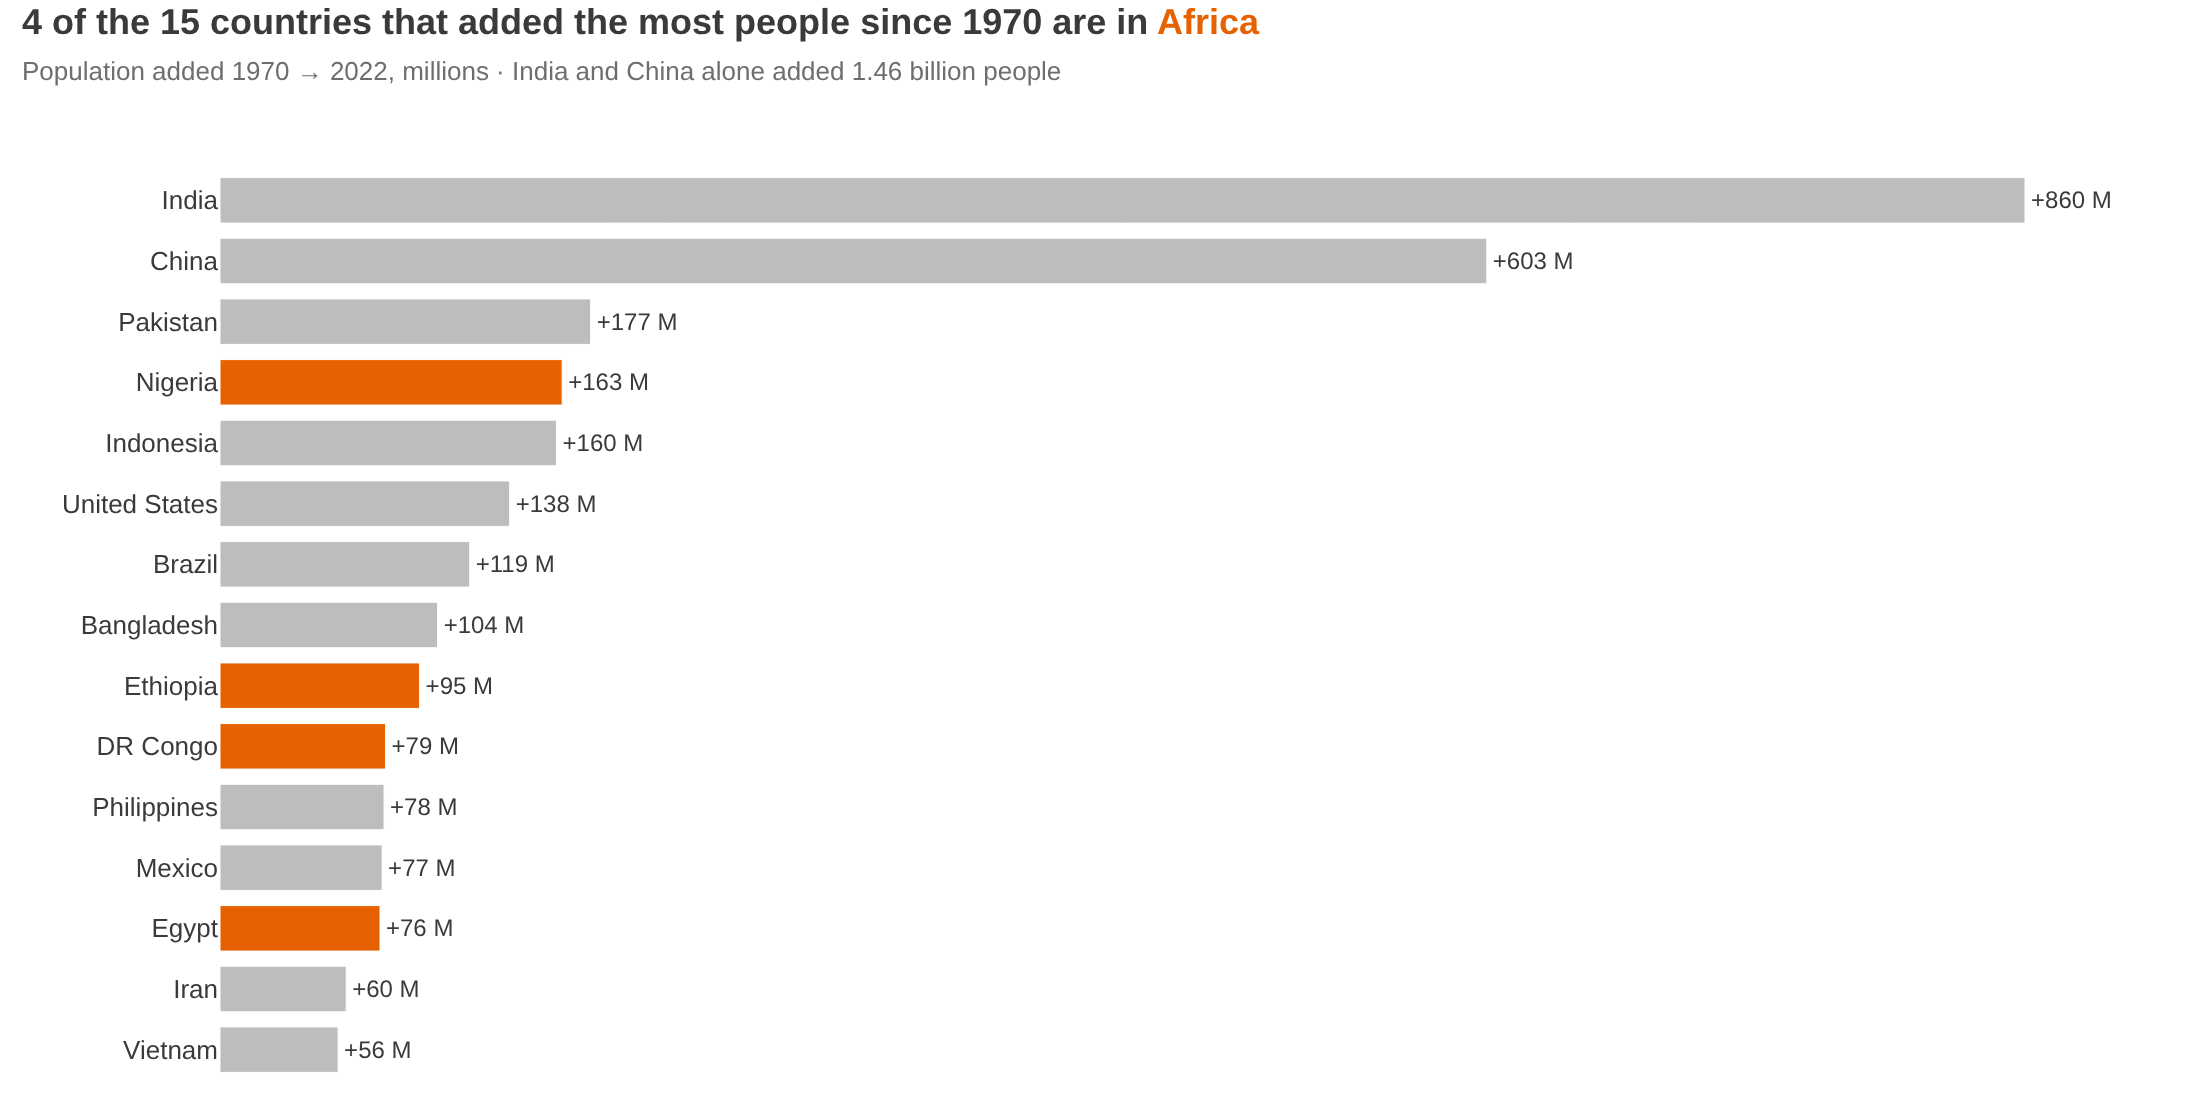 4 of the 15 countries that added the most people since 1970 are in Africa
Population added 1970 → 2022, millions · India and China alone added 1.46 billion people
India +860 M
China +603 M
Pakistan +177 M
Nigeria +163 M
Indonesia +160 M
United States +138 M
Brazil +119 M
Bangladesh +104 M
Ethiopia +95 M
DR Congo +79 M
Philippines +78 M
Mexico +77 M
Egypt +76 M
Iran +60 M
Vietnam +56 M